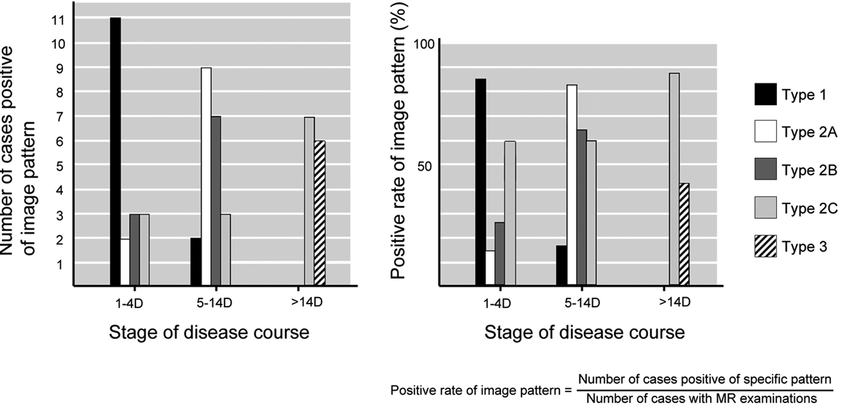 Number of cases positive
of image pattern
11
10
9
8
7
6
5
4
3
2
1
1-4D
5-14D
>14D
Stage of disease course
Positive rate of image pattern (%)
100
50
1-4D
5-14D
>14D
Stage of disease course
Type 1
Type 2A
Type 2B
Type 2C
Type 3
Positive rate of image pattern = Number of cases positive of specific pattern
Number of cases with MR examinations